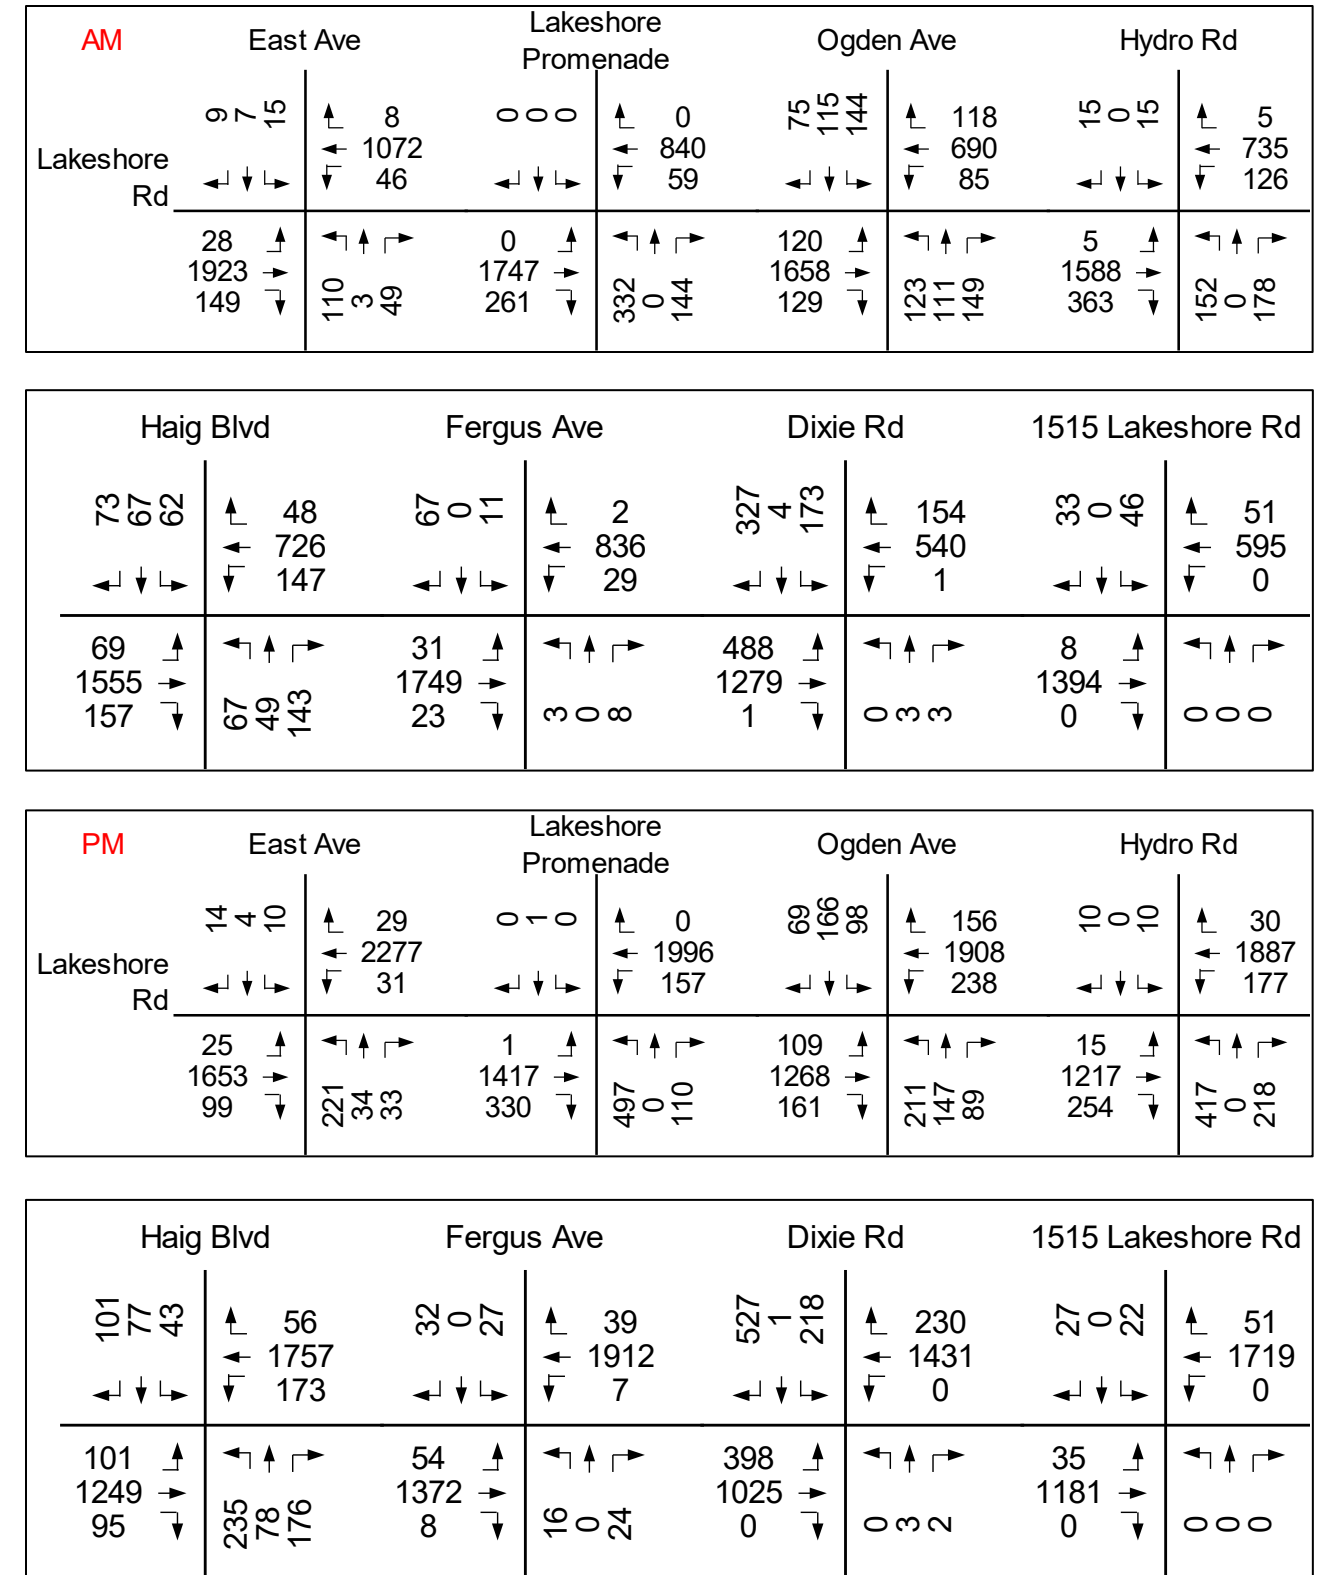 AM East Ave Lakeshore Promenade Ogden Ave Hydro Rd
Lakeshore Rd
9 7 15 8 0 0 0 0 75 115 144 118 15 0 15 5
1072 840 690 735
46 59 85 126
28 0 120 5
1923 1747 1658 1588
149 110 3 49 261 332 0 144 129 123 111 149 363 152 0 178
Haig Blvd Fergus Ave Dixie Rd 1515 Lakeshore Rd
73 67 62 48 67 0 11 2 327 4 173 154 33 0 46 51
726 836 540 595
147 29 1 0
69 31 488 8
1555 1749 1279 1394
157 67 49 143 23 3 0 8 1 0 3 3 0 0 0 0
PM East Ave Lakeshore Promenade Ogden Ave Hydro Rd
Lakeshore Rd
14 4 10 29 0 1 0 0 69 166 98 156 10 0 10 30
2277 1996 1908 1887
31 157 238 177
25 1 109 15
1653 1417 1268 1217
99 221 34 33 330 497 0 110 161 211 147 89 254 417 0 218
Haig Blvd Fergus Ave Dixie Rd 1515 Lakeshore Rd
101 77 43 56 32 0 27 39 527 1 218 230 27 0 22 51
1757 1912 1431 1719
173 7 0 0
101 54 398 35
1249 1372 1025 1181
95 235 78 176 8 16 0 24 0 0 3 2 0 0 0 0